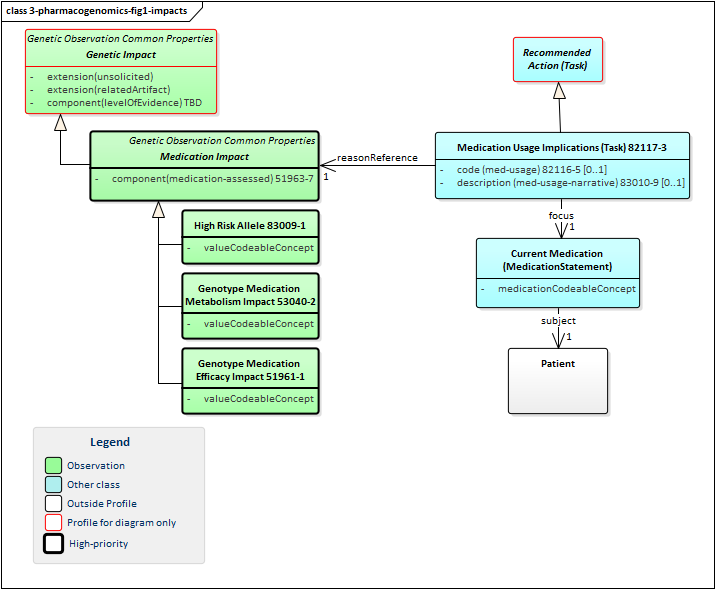 class 3-pharmacogenomics-fig1-impacts
Genetic Observation Common Properties
Genetic Impact
- extension(unsolicited)
- extension(relatedArtifact)
- component(levelOfEvidence) TBD
Recommended
Action (Task)
Genetic Observation Common Properties
Medication Impact
- component(medication-assessed) 51963-7
reasonReference
1
Medication Usage Implications (Task) 82117-3
- code (med-usage) 82116-5 [0..1]
- description (med-usage-narrative) 83010-9 [0..1]
High Risk Allele 83009-1
- valueCodeableConcept
focus
1
Current Medication
(MedicationStatement)
- medicationCodeableConcept
Genotype Medication
Metabolism Impact 53040-2
- valueCodeableConcept
subject
1
Genotype Medication
Efficacy Impact 51961-1
- valueCodeableConcept
Patient
Legend
Observation
Other class
Outside Profile
Profile for diagram only
High-priority